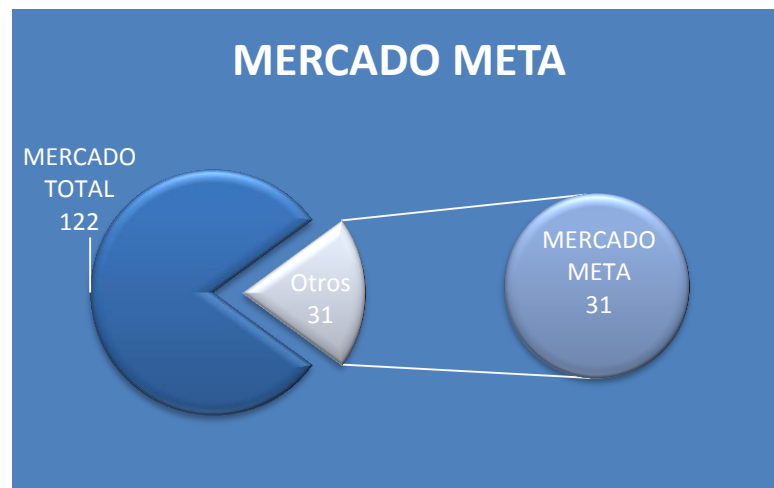 MERCADO META
MERCADO
TOTAL
122
Otros
31
MERCADO
META
31